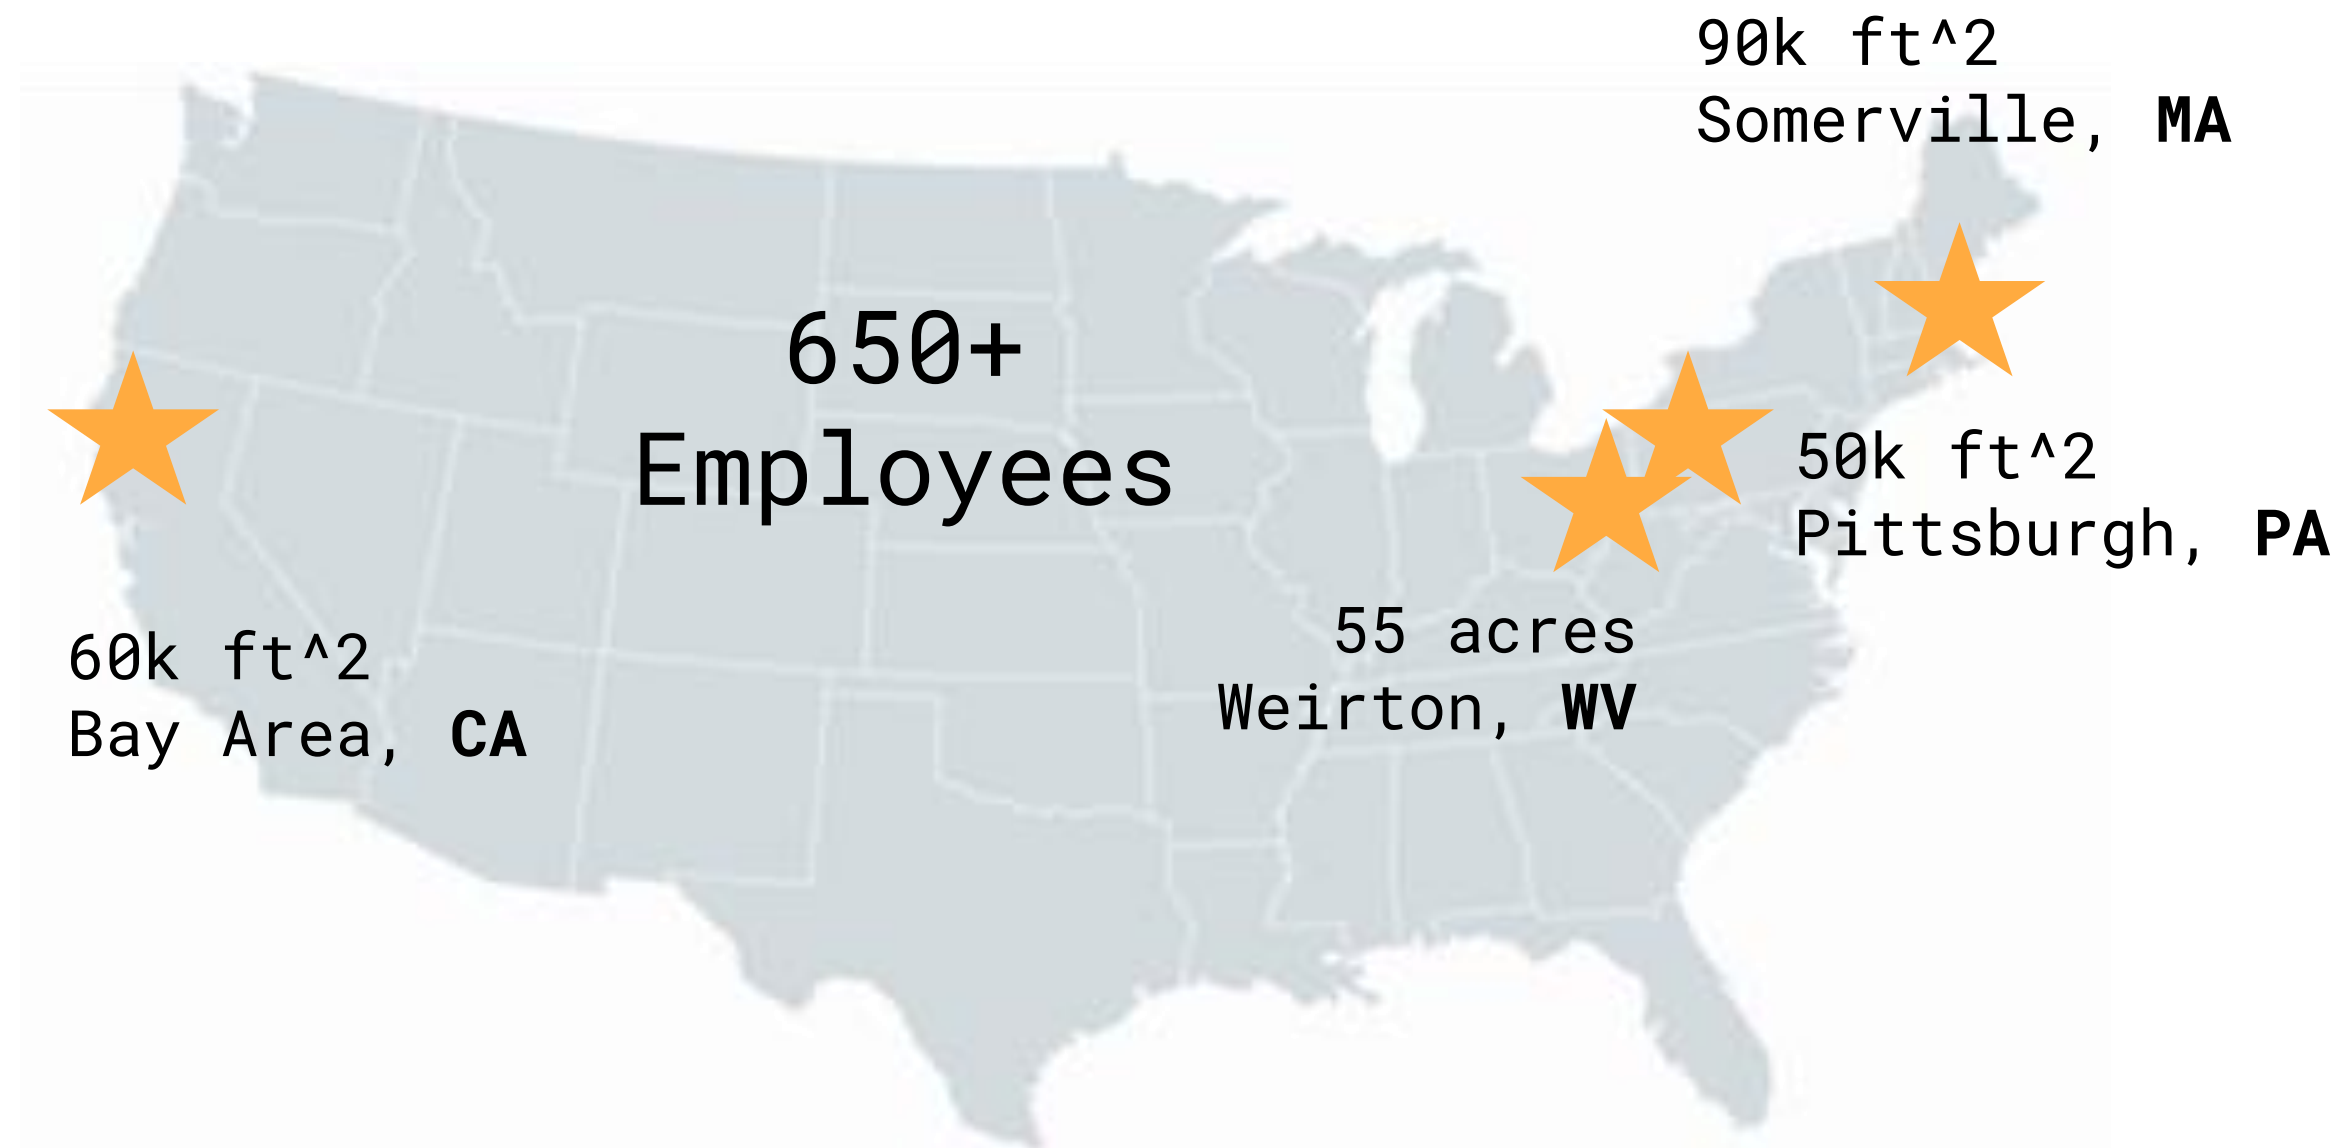 90k ft^2
Somerville, MA
650+
Employees
50k ft^2
Pittsburgh, PA
60k ft^2
Bay Area, CA
55 acres
Weirton, WV